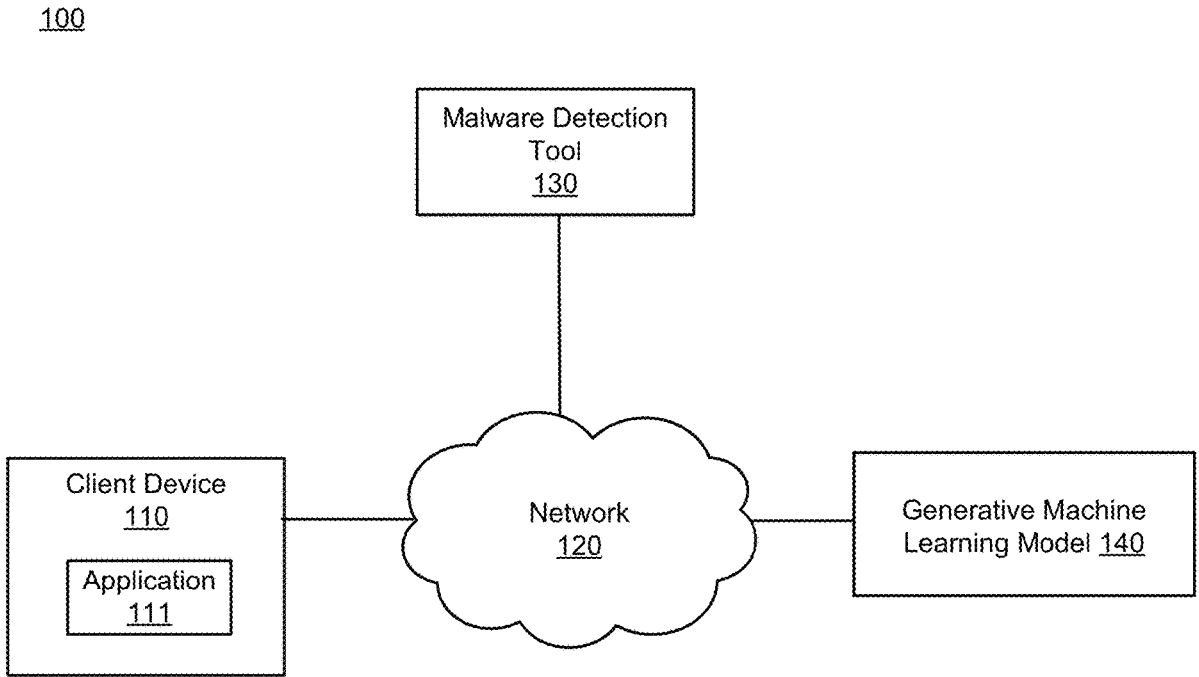 100
Malware Detection
Tool
130
Client Device
110
Application
111
Network
120
Generative Machine
Learning Model 140